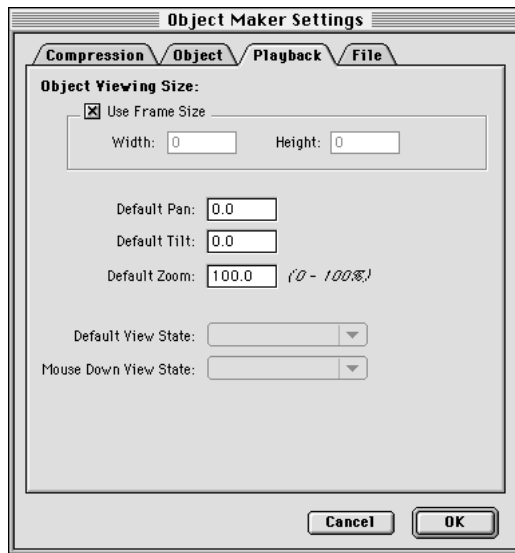 Object Maker Settings
Compression Object Playback File
Object Viewing Size:
Use Frame Size
Width: 0 Height: 0
Default Pan: 0.0
Default Tilt: 0.0
Default Zoom: 100.0 (0 - 100%)
Default View State:
Mouse Down View State:
Cancel OK